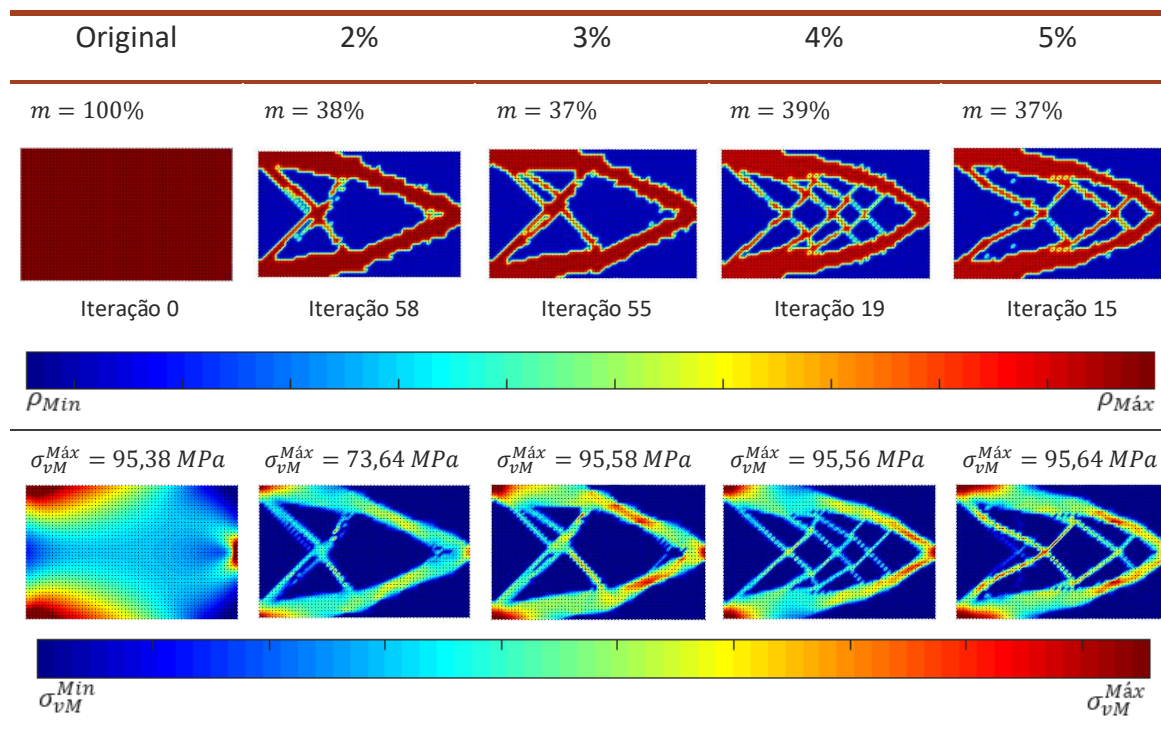 Original 2% 3% 4% 5%
m = 100% m = 38% m = 37% m = 39% m = 37%
Iteração 0 Iteração 58 Iteração 55 Iteração 19 Iteração 15
ρMin ρMáx
σvMMáx = 95,38 MPa σvMMáx = 73,64 MPa σvMMáx = 95,58 MPa σvMMáx = 95,56 MPa σvMMáx = 95,64 MPa
σvMMin σvMMáx